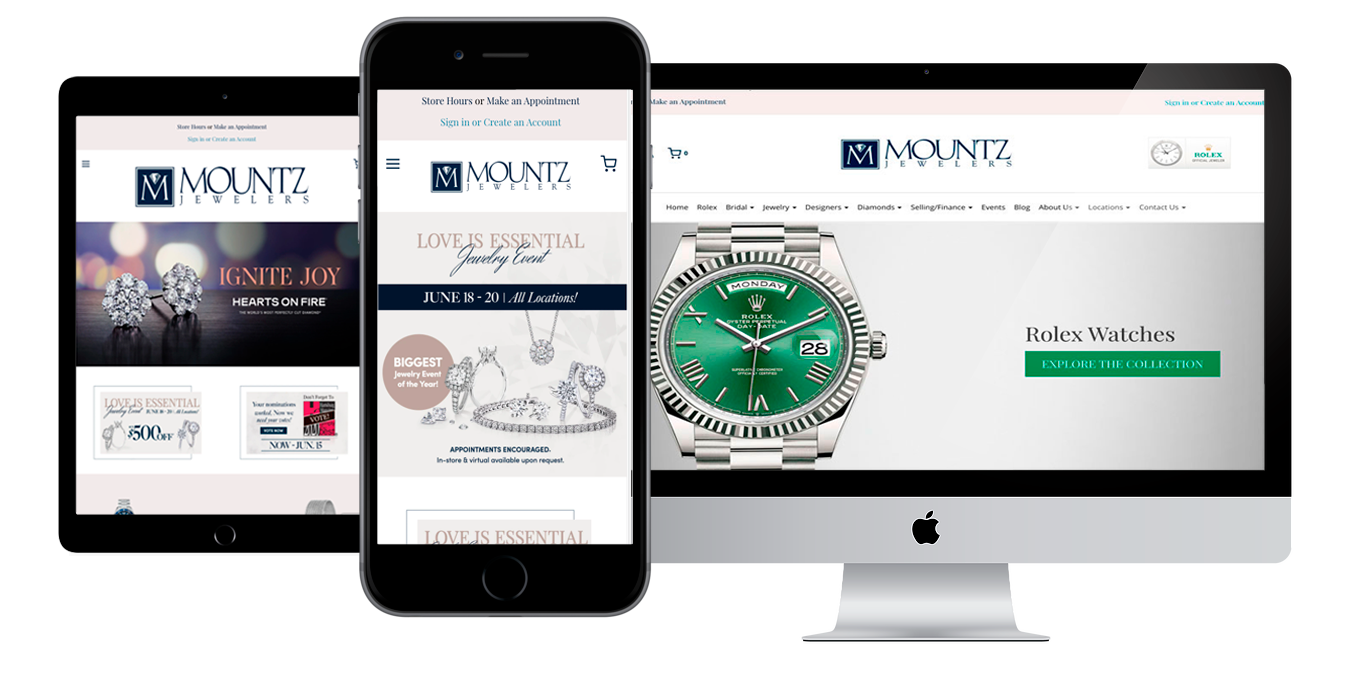 Store Hours or Make an Appointment
Sign in or Create an Account
MOUNTZ
JEWELERS
IGNITE JOY
HEARTS ON FIRE
THE WORLD'S MOST PERFECTLY CUT DIAMOND
LOVE IS ESSENTIAL
Jewelry Event JUNE 18-20 | All Locations!
$500 OFF
Your nominations
worked. Now we
need your votes!
VOTE NOW
Don't Forget To
VOTE!
NOW - JUN. 15
Store Hours or Make an Appointment
Sign in or Create an Account
MOUNTZ
JEWELERS
LOVE IS ESSENTIAL
Jewelry Event
JUNE 18 - 20 | All Locations!
BIGGEST
Jewelry Event
of the Year!
APPOINTMENTS ENCOURAGED.
In-store & virtual available upon request.
LOVE IS ESSENTIAL
Make an Appointment
Sign in or Create an Account
0
MOUNTZ
JEWELERS
ROLEX
OFFICIAL JEWELER
Home Rolex Bridal Jewelry Designers Diamonds Selling/Finance Events Blog About Us Locations Contact Us
MONDAY
ROLEX
OYSTER PERPETUAL
DAY-DATE
28
SUPERLATIVE CHRONOMETER
OFFICIALLY CERTIFIED
Rolex Watches
EXPLORE THE COLLECTION